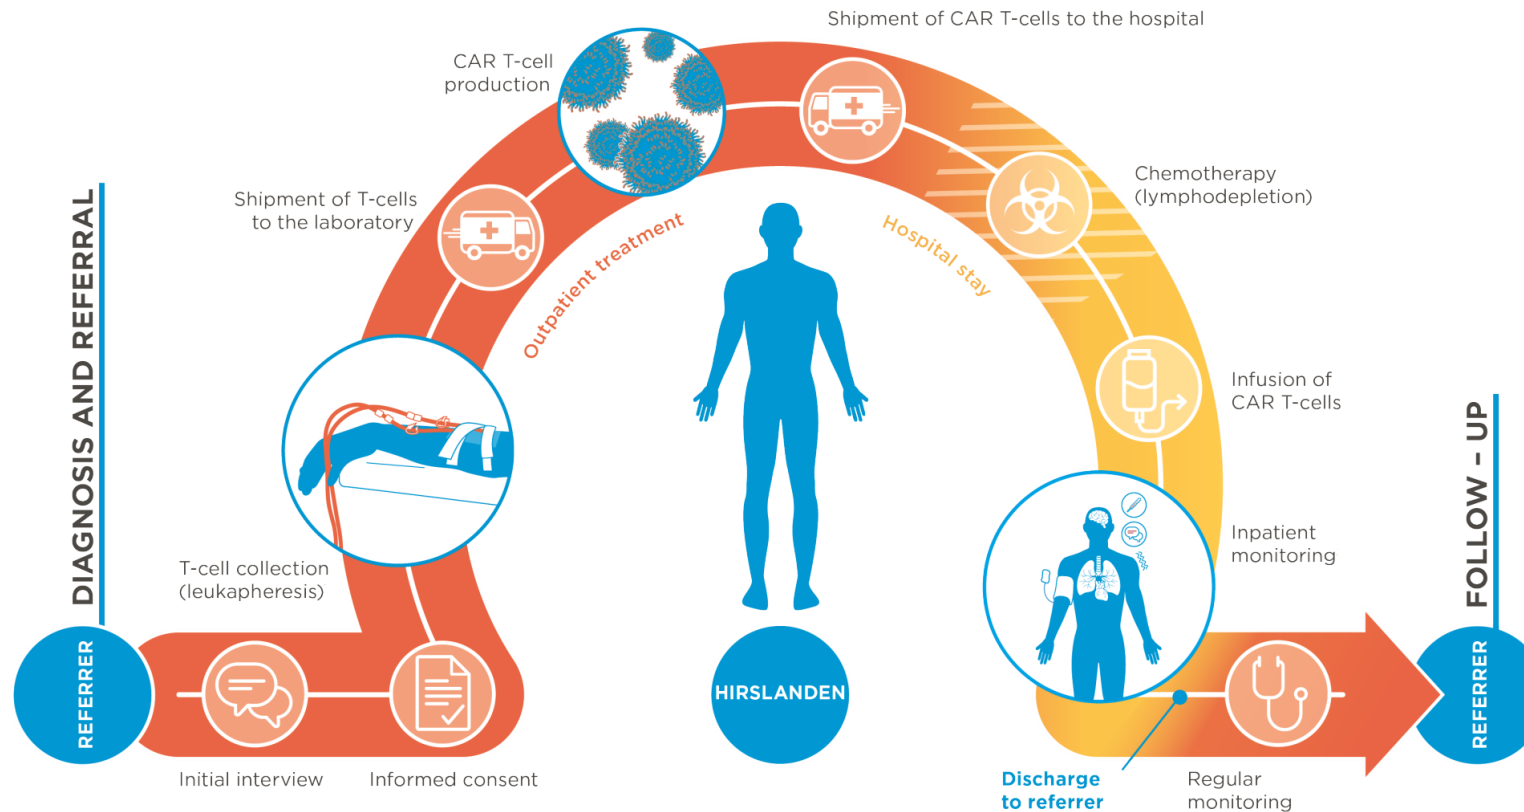 DIAGNOSIS AND REFERRAL
REFERRER
Initial interview
Informed consent
T-cell collection
(leukapheresis)
Shipment of T-cells
to the laboratory
CAR T-cell
production
Shipment of CAR T-cells to the hospital
Outpatient treatment
Hospital stay
Chemotherapy
(lymphodepletion)
Infusion of
CAR T-cells
Inpatient
monitoring
HIRSLANDEN
Discharge
to referrer
Regular
monitoring
FOLLOW – UP
REFERRER